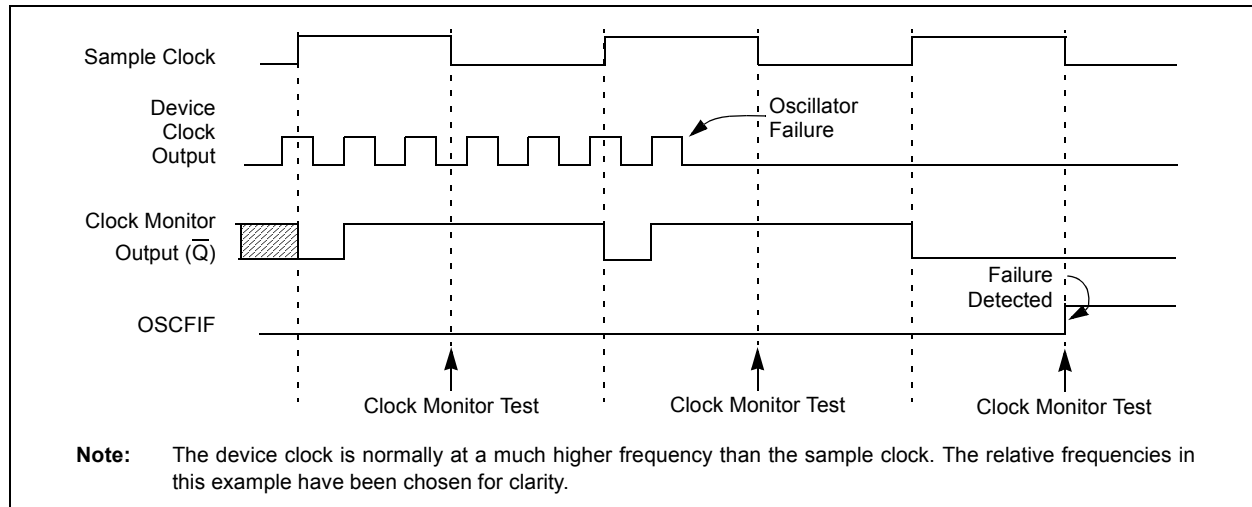 Sample Clock
Device
Clock
Output
Oscillator
Failure
Clock Monitor
Output (Q̅)
Failure
Detected
OSCFIF
Clock Monitor Test
Clock Monitor Test
Clock Monitor Test
Note: The device clock is normally at a much higher frequency than the sample clock. The relative frequencies in
this example have been chosen for clarity.